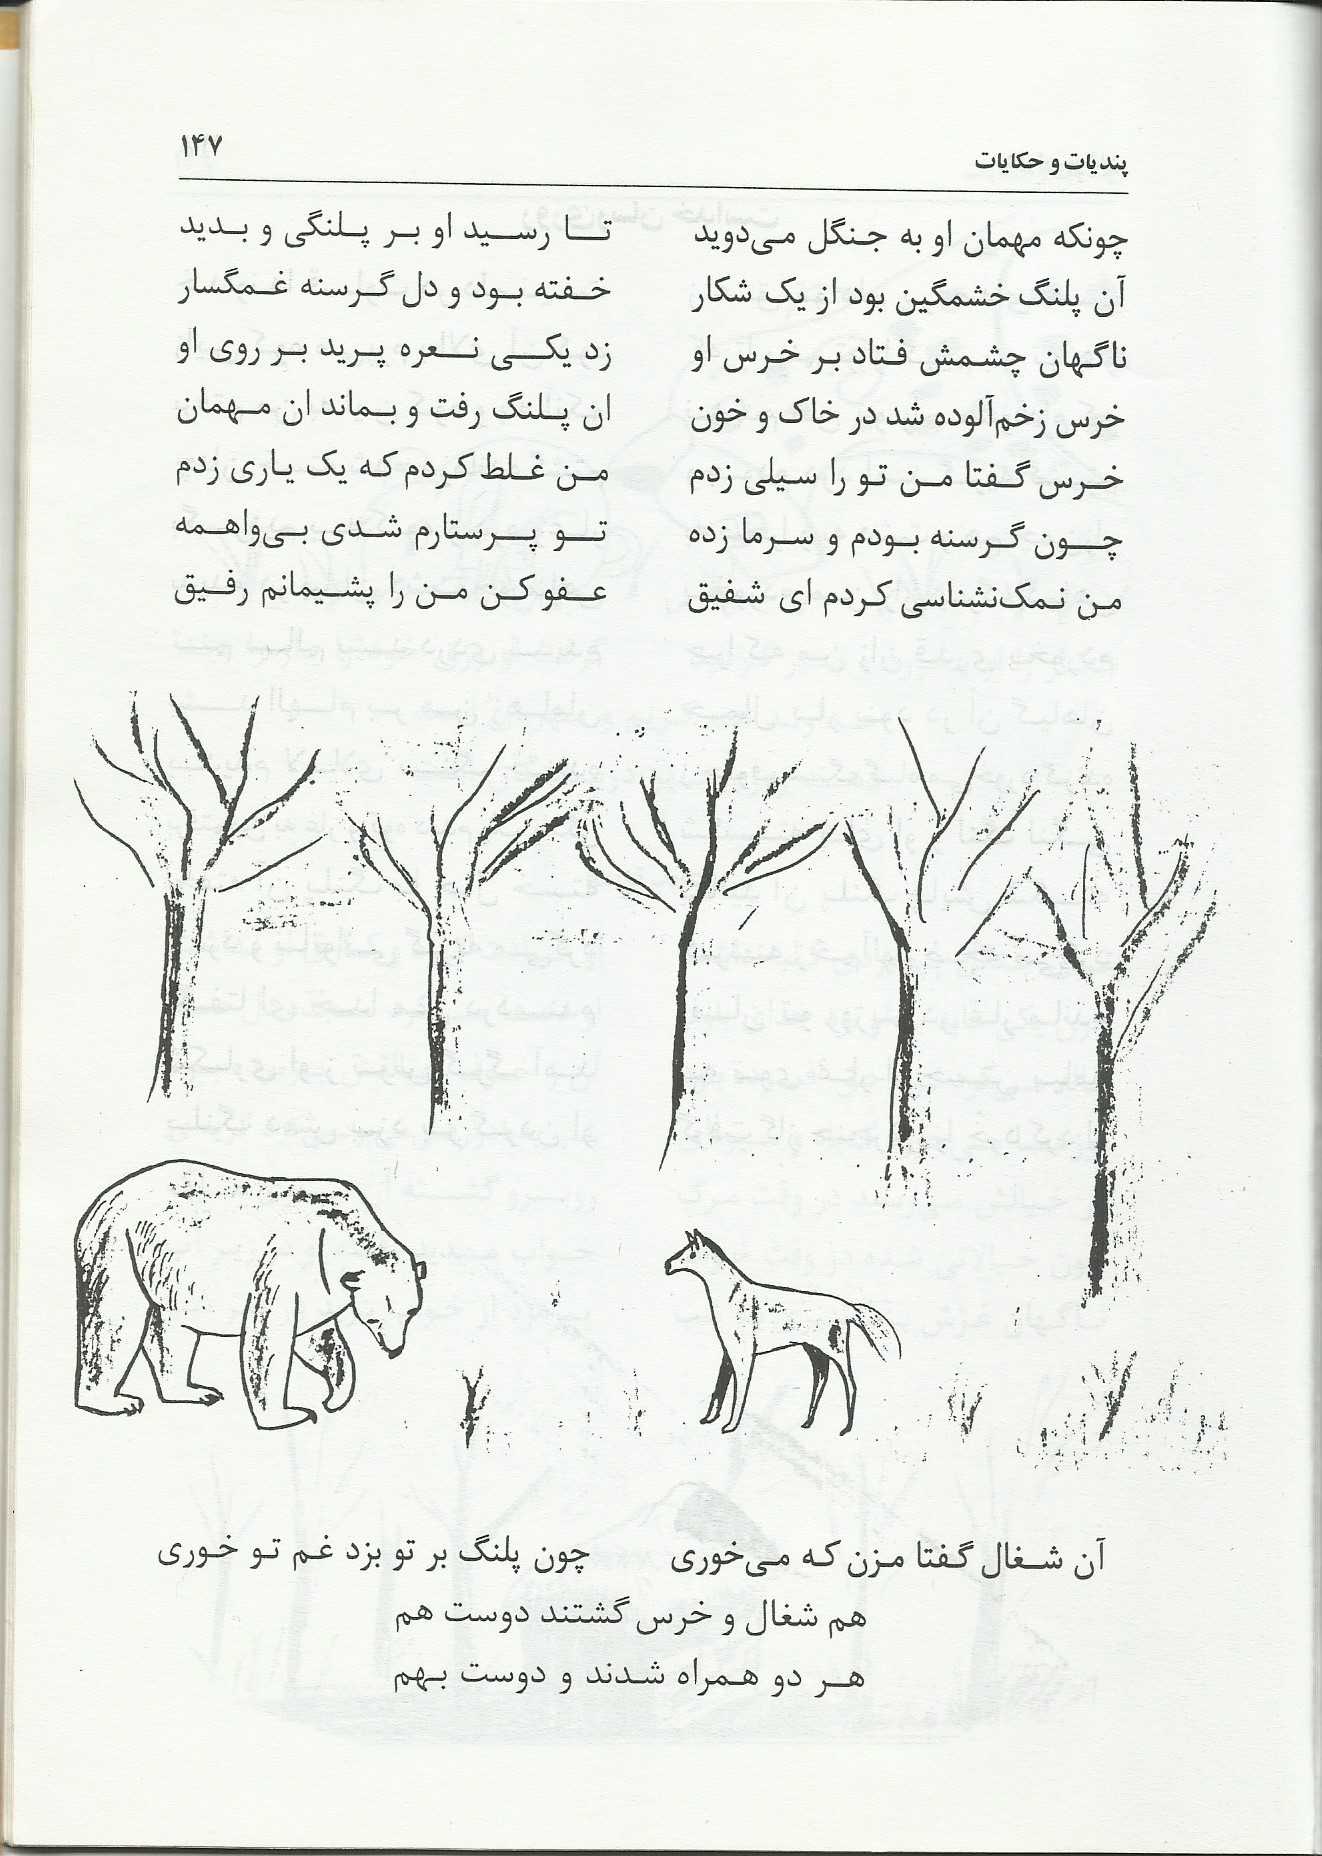 پندیات و حکایات ۱۴۷
چونکه مهمان او به جنگل می‌دوید تا رسید او بر پلنگی و بدید
آن پلنگ خشمگین بود از یک شکار خفته بود و دل گرسنه غمگسار
ناگهان چشمش فتاد بر خرس او زد یکی نعره پرید بر روی او
خرس زخم‌آلوده شد در خاک و خون ان پلنگ رفت و بماند ان مهمان
خرس گفتا من تو را سیلی زدم من غلط کردم که یک یاری زدم
چون گرسنه بودم و سرما زده تو پرستارم شدی بی‌واهمه
من نمک‌نشناسی کردم ای شفیق عفو کن من را پشیمانم رفیق
آن شغال گفتا مزن که می‌خوری چون پلنگ بر تو بزد غم تو خوری
هم شغال و خرس گشتند دوست هم
هر دو همراه شدند و دوست بهم